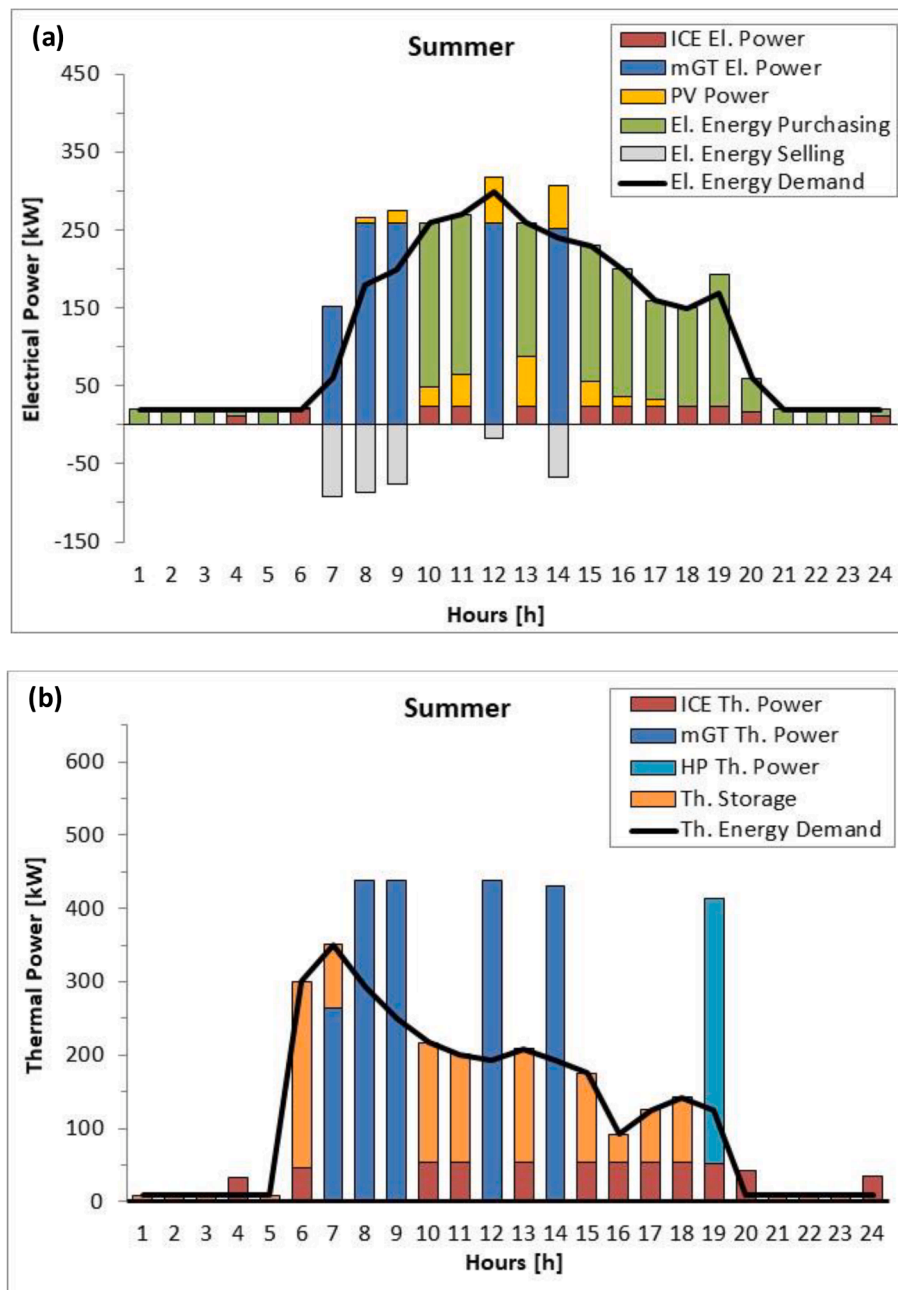 (a)
Summer
ICE El. Power
mGT El. Power
PV Power
El. Energy Purchasing
El. Energy Selling
El. Energy Demand
Electrical Power [kW]
450
350
250
150
50
-50
-150
1 2 3 4 5 6 7 8 9 10 11 12 13 14 15 16 17 18 19 20 21 22 23 24
Hours [h]
(b)
Summer
ICE Th. Power
mGT Th. Power
HP Th. Power
Th. Storage
Th. Energy Demand
Thermal Power [kW]
600
500
400
300
200
100
0
1 2 3 4 5 6 7 8 9 10 11 12 13 14 15 16 17 18 19 20 21 22 23 24
Hours [h]